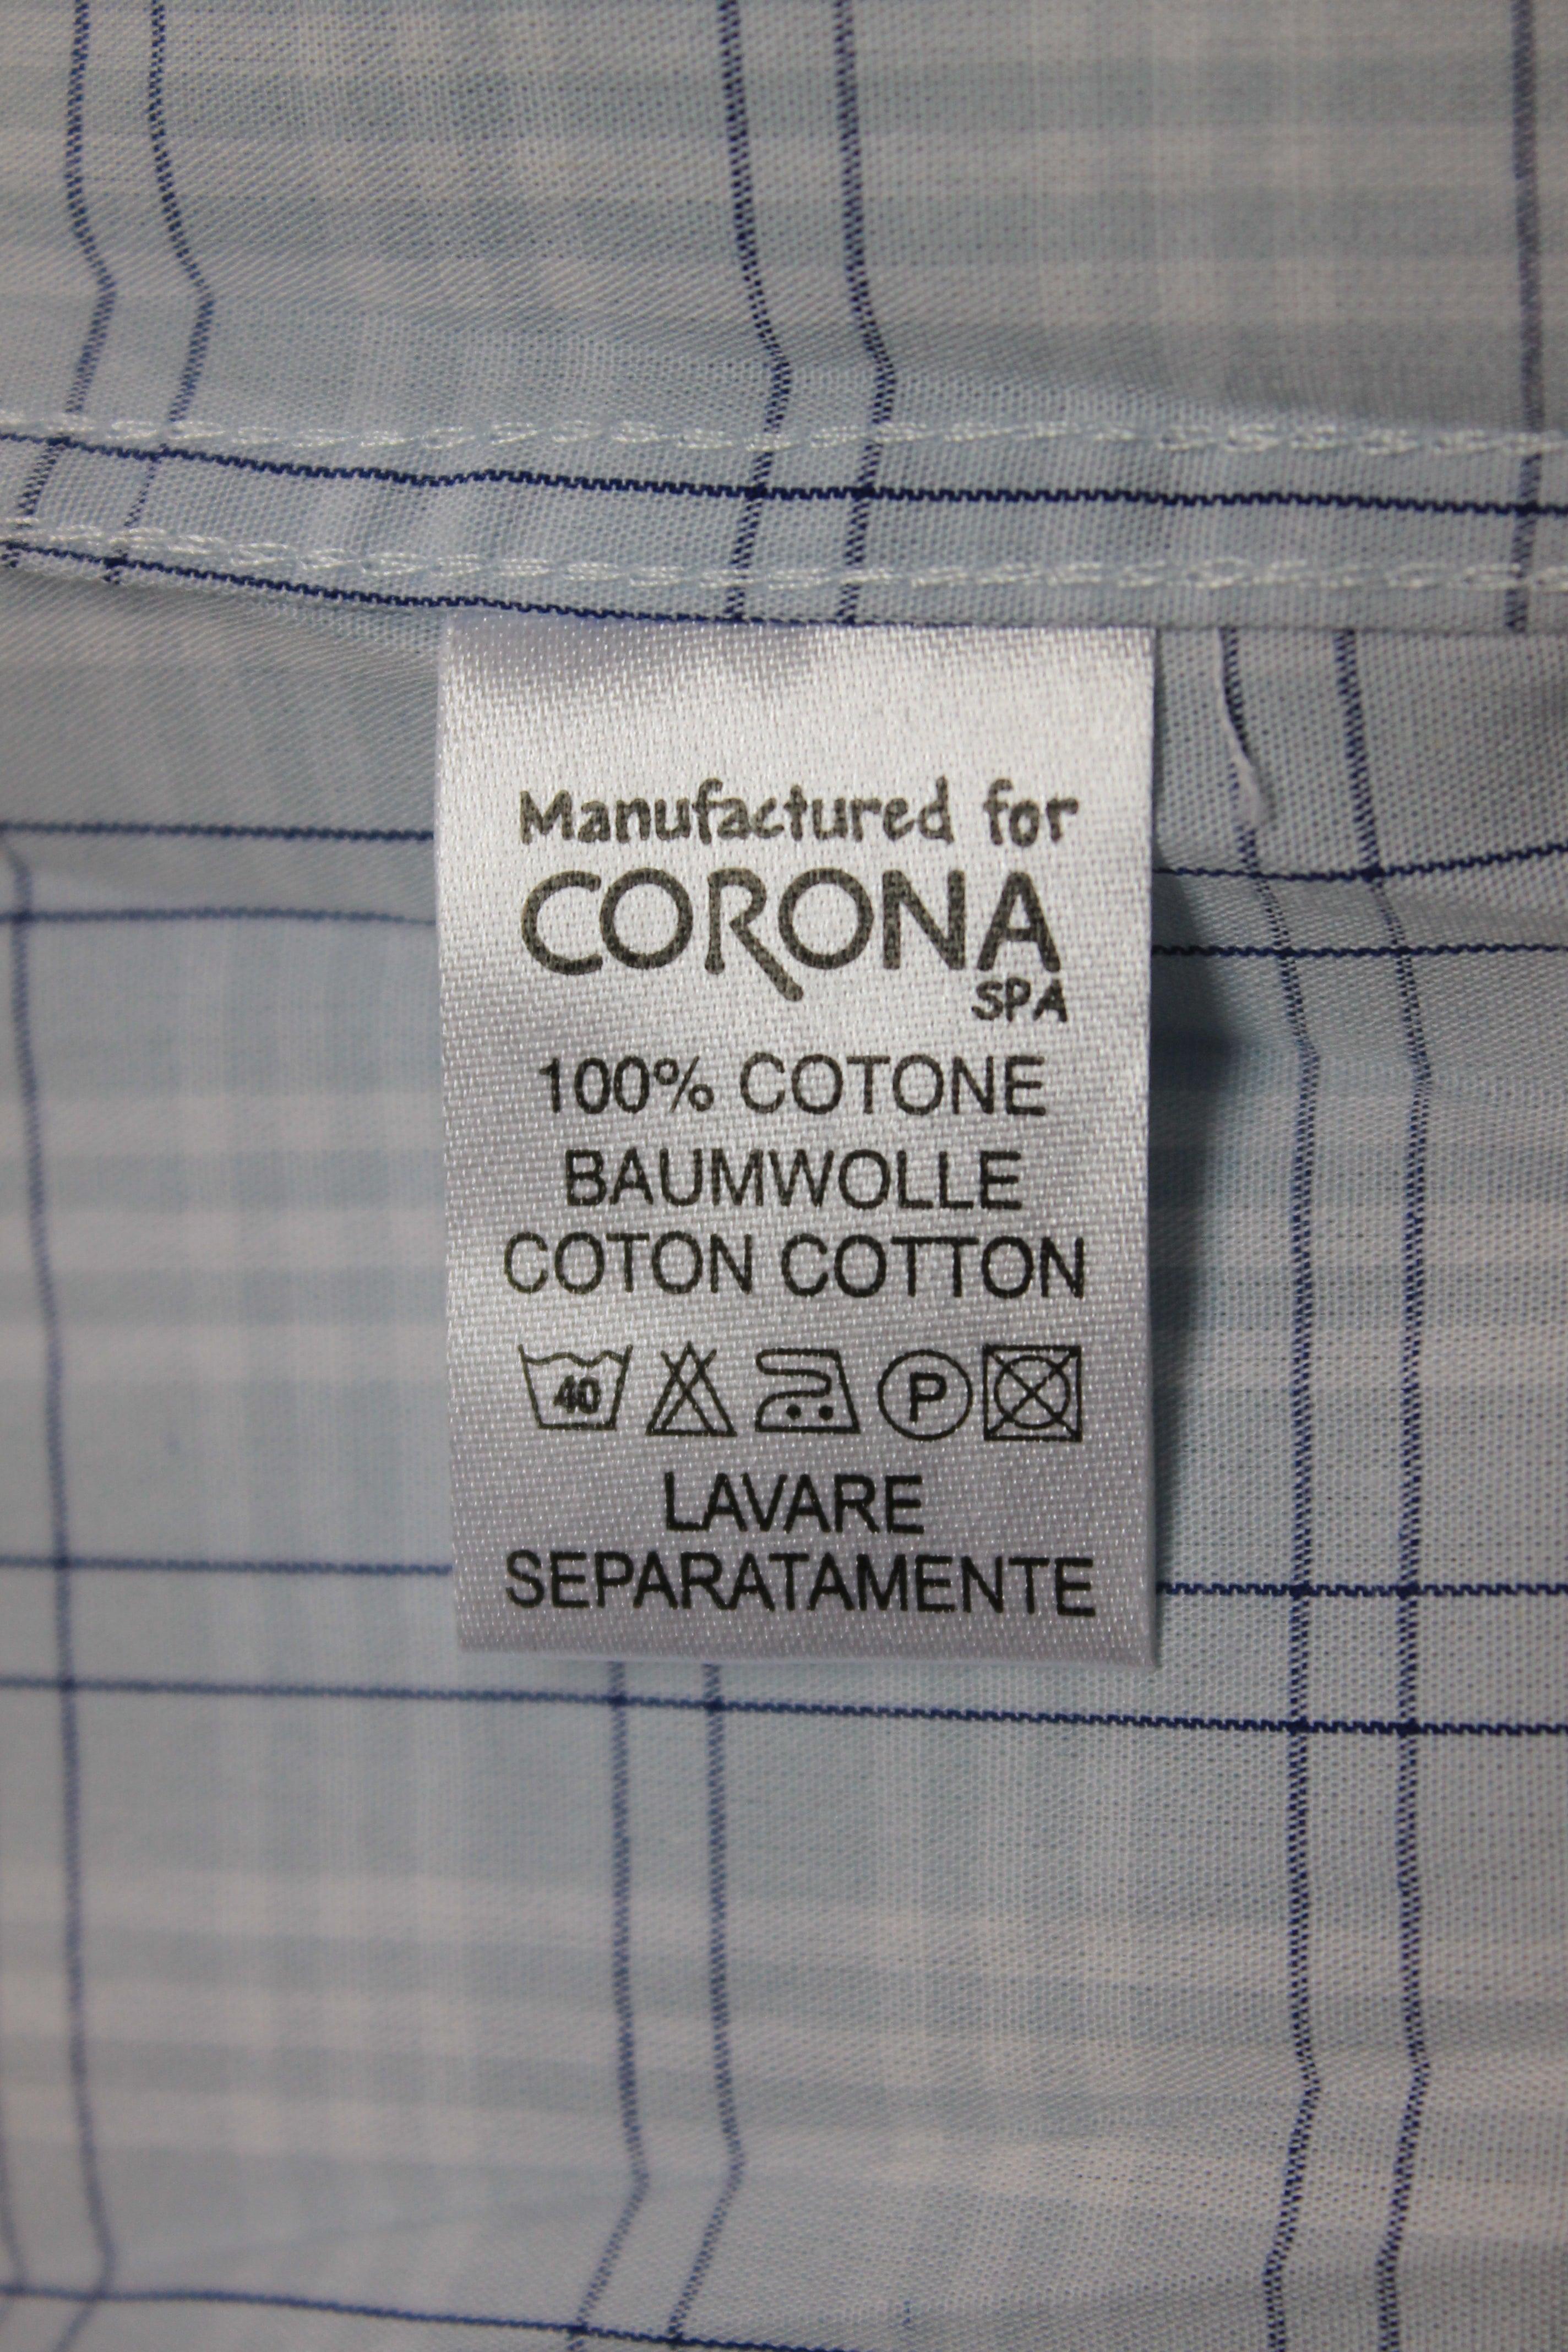 Manufactured for
CORONA
SPA
100% COTONE
BAUMWOLLE
COTON COTTON
40 P
LAVARE
SEPARATAMENTE